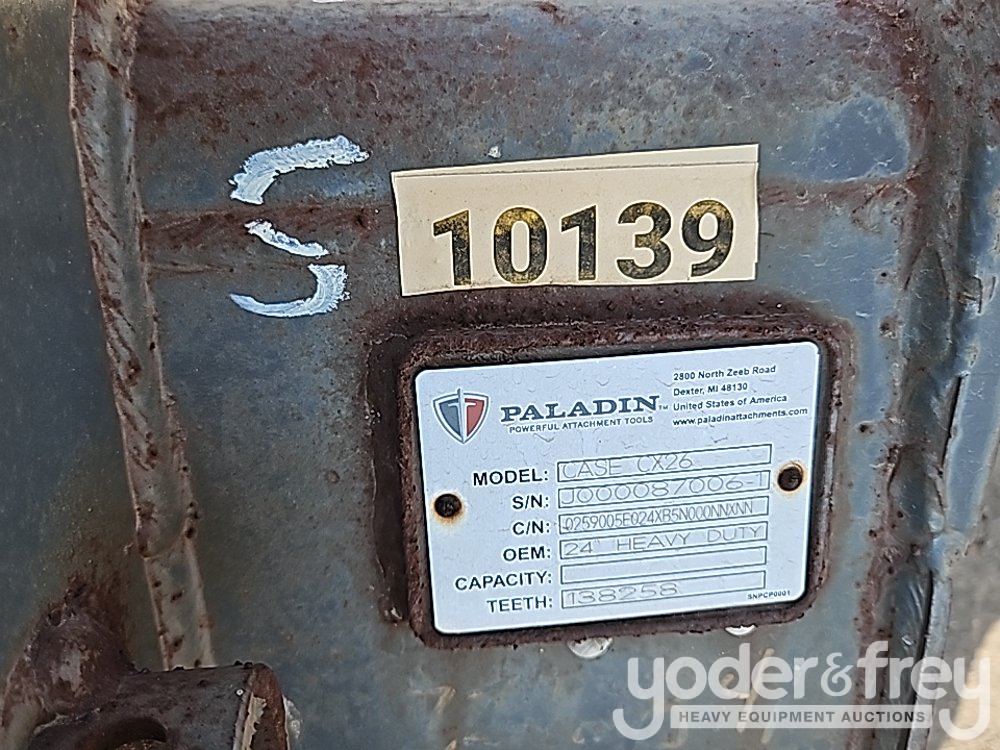 10139
PALADIN™
POWERFUL ATTACHMENT TOOLS
2800 North Zeeb Road
Dexter, MI 48130
United States of America
www.paladinattachments.com
MODEL: CASE CX26
S/N: J000087006-1
C/N: 0259005E024XB5N000NNXNN
OEM: 24" HEAVY DUTY
CAPACITY:
TEETH: 138258
SNPCP0001
yoder&frey
HEAVY EQUIPMENT AUCTIONS